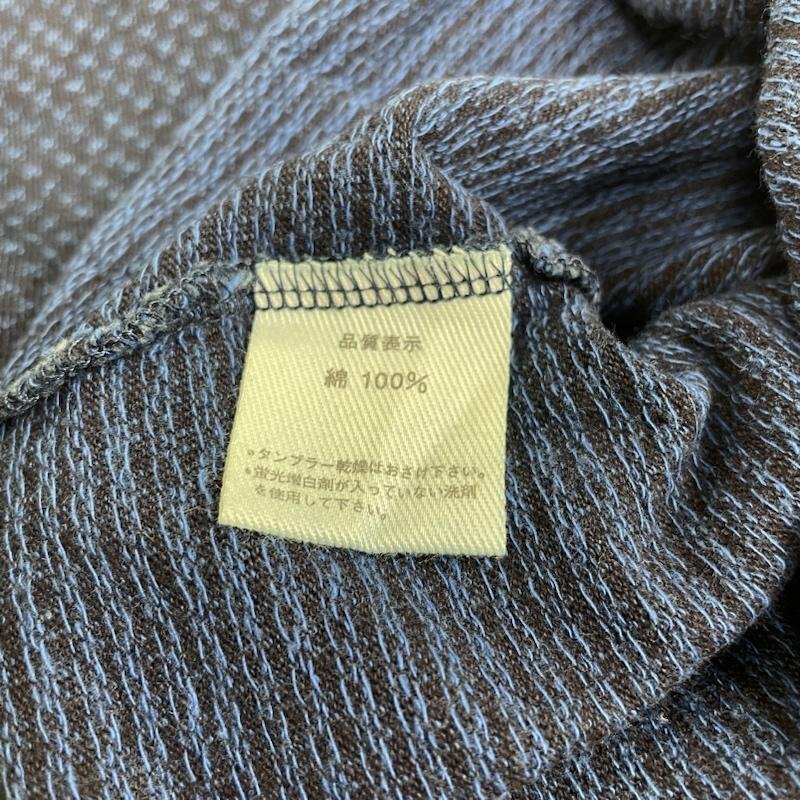 品質表示
綿 100%
*タンブラー乾燥はおさけ下さい。
*蛍光増白剤が入っていない洗剤
を使用して下さい。